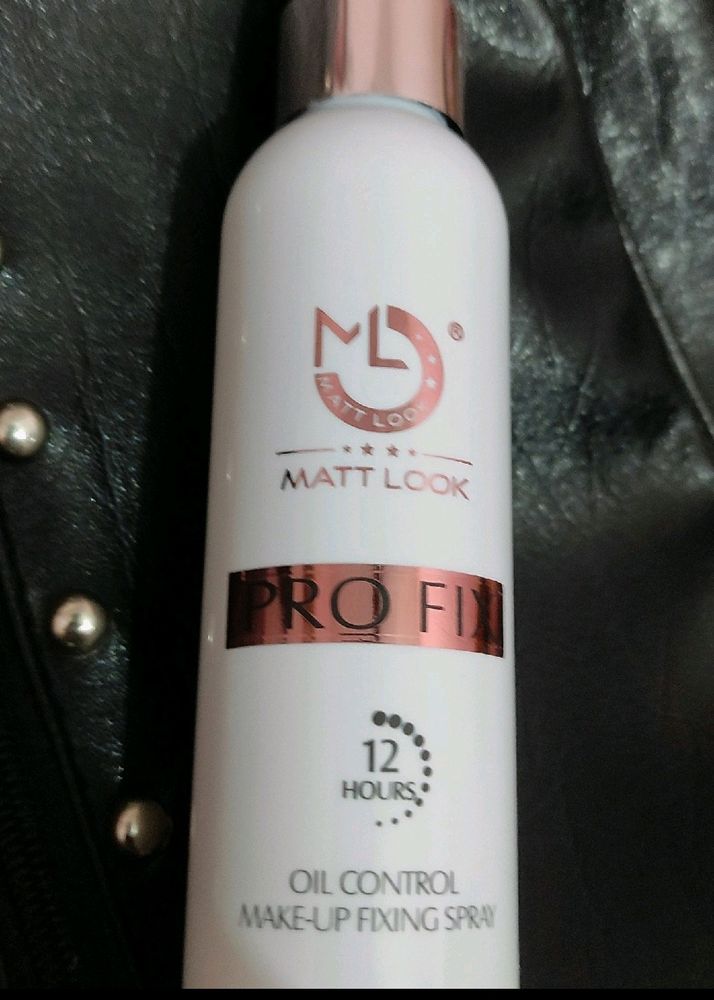 ML®
MATT LOOK
MATT LOOK
PRO FIX
12
HOURS
OIL CONTROL
MAKE-UP FIXING SPRAY